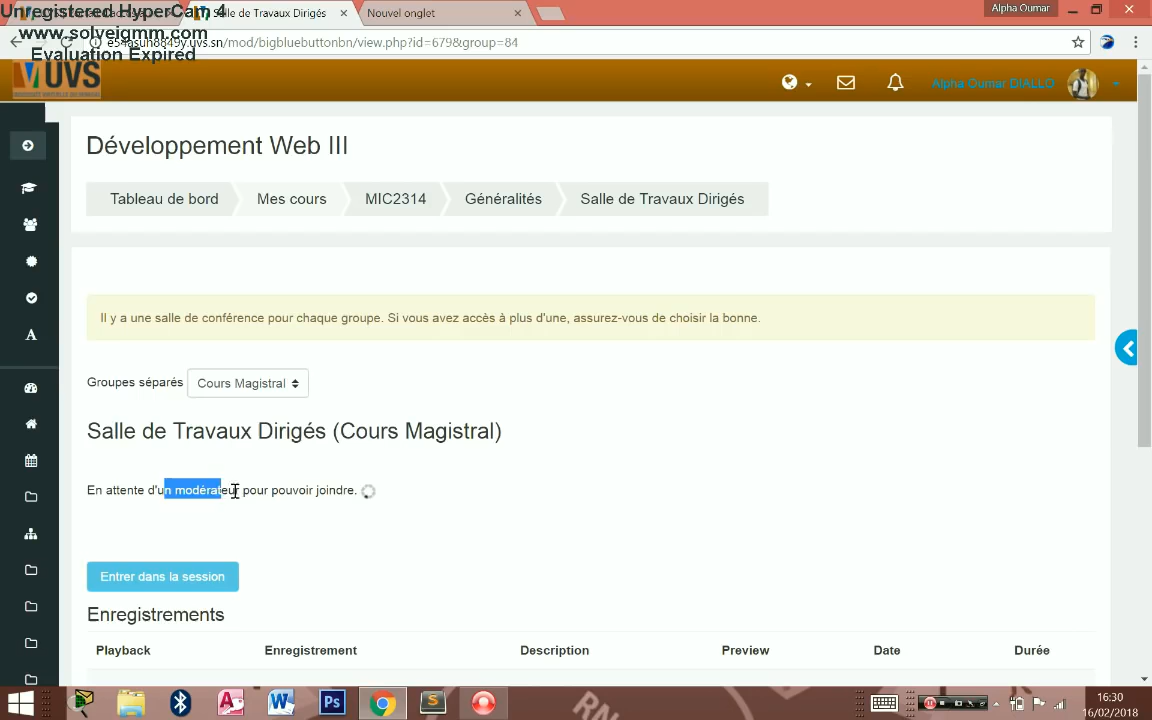 Unregistered HyperCam 4
www.solveigmm.com
Evaluation Expired
Salle de Travaux Dirigés
Nouvel onglet
Alpha Oumar
e54asuh8849y.uvs.sn/mod/bigbluebuttonbn/view.php?id=679&group=84
UVS
Alpha Oumar DIALLO
Développement Web III
Tableau de bord
Mes cours
MIC2314
Généralités
Salle de Travaux Dirigés
Il y a une salle de conférence pour chaque groupe. Si vous avez accès à plus d'une, assurez-vous de choisir la bonne.
Groupes séparés
Cours Magistral
Salle de Travaux Dirigés (Cours Magistral)
En attente d'un modérateur pour pouvoir joindre.
Entrer dans la session
Enregistrements
Playback
Enregistrement
Description
Preview
Date
Durée
16:30
16/02/2018